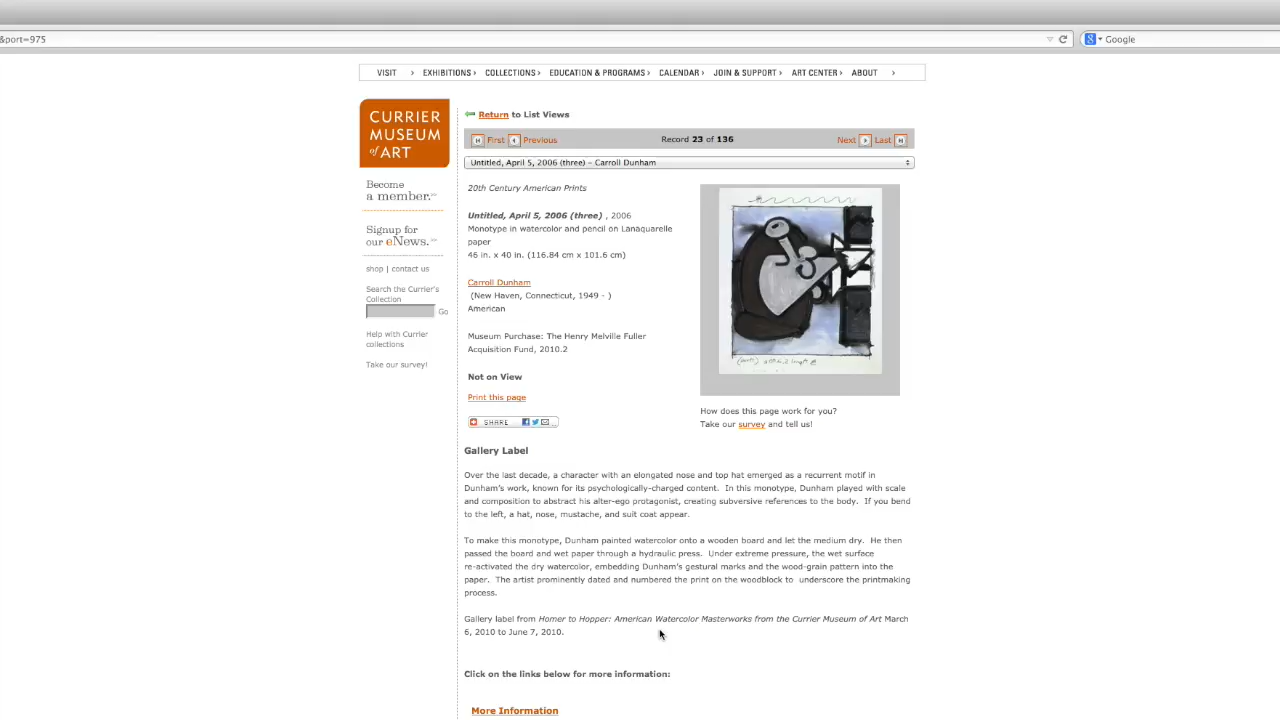 &port=975
Google
VISIT › EXHIBITIONS › COLLECTIONS › EDUCATION & PROGRAMS › CALENDAR › JOIN & SUPPORT › ART CENTER › ABOUT ›
CURRIER
MUSEUM
of ART
Become
a member.
Signup for
our eNews.
shop | contact us
Search the Currier's
Collection
Go
Help with Currier
collections
Take our survey!
Return to List Views
First Previous Record 23 of 136 Next Last
Untitled, April 5, 2006 (three) – Carroll Dunham
20th Century American Prints
Untitled, April 5, 2006 (three) , 2006
Monotype in watercolor and pencil on Lanaquarelle
paper
46 in. x 40 in. (116.84 cm x 101.6 cm)
Carroll Dunham
(New Haven, Connecticut, 1949 - )
American
Museum Purchase: The Henry Melville Fuller
Acquisition Fund, 2010.2
Not on View
Print this page
SHARE
How does this page work for you?
Take our survey and tell us!
Gallery Label
Over the last decade, a character with an elongated nose and top hat emerged as a recurrent motif in
Dunham's work, known for its psychologically-charged content. In this monotype, Dunham played with scale
and composition to abstract his alter-ego protagonist, creating subversive references to the body. If you bend
to the left, a hat, nose, mustache, and suit coat appear.
To make this monotype, Dunham painted watercolor onto a wooden board and let the medium dry. He then
passed the board and wet paper through a hydraulic press. Under extreme pressure, the wet surface
re-activated the dry watercolor, embedding Dunham's gestural marks and the wood-grain pattern into the
paper. The artist prominently dated and numbered the print on the woodblock to underscore the printmaking
process.
Gallery label from Homer to Hopper: American Watercolor Masterworks from the Currier Museum of Art March
6, 2010 to June 7, 2010.
Click on the links below for more information:
More Information